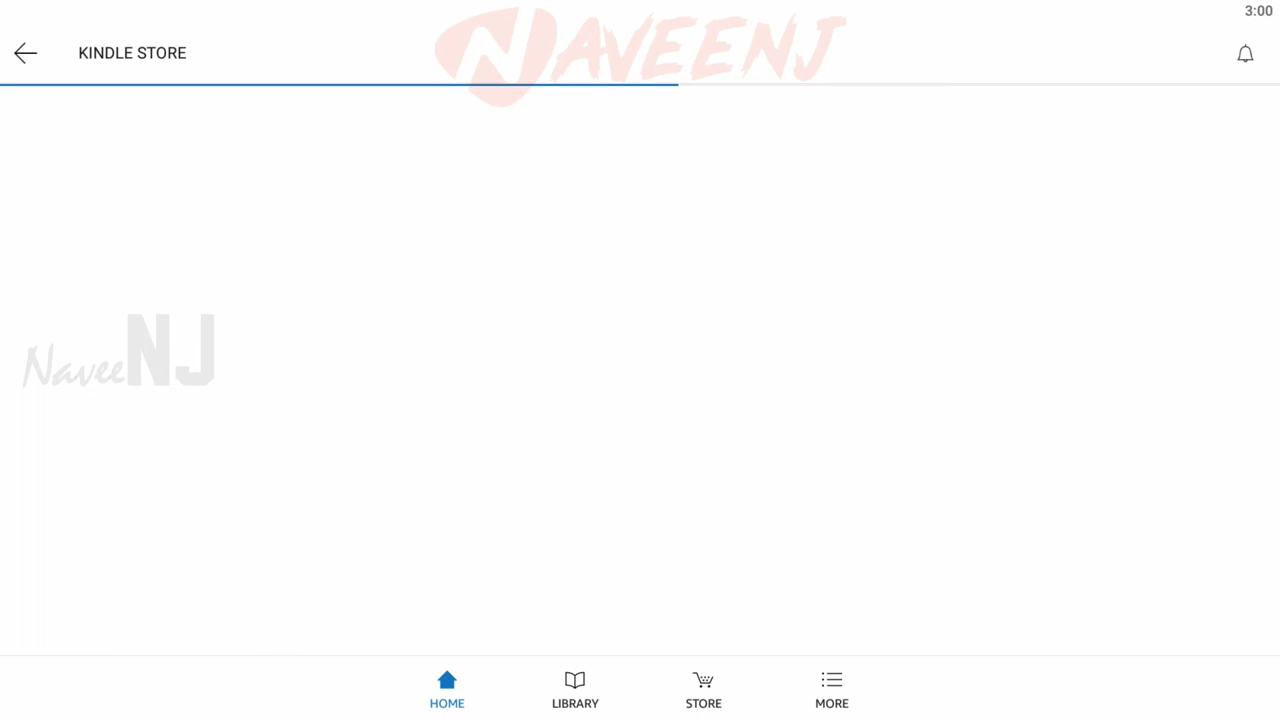 3:00
NAVEENJ
KINDLE STORE
NaveeNJ
HOME
LIBRARY
STORE
MORE